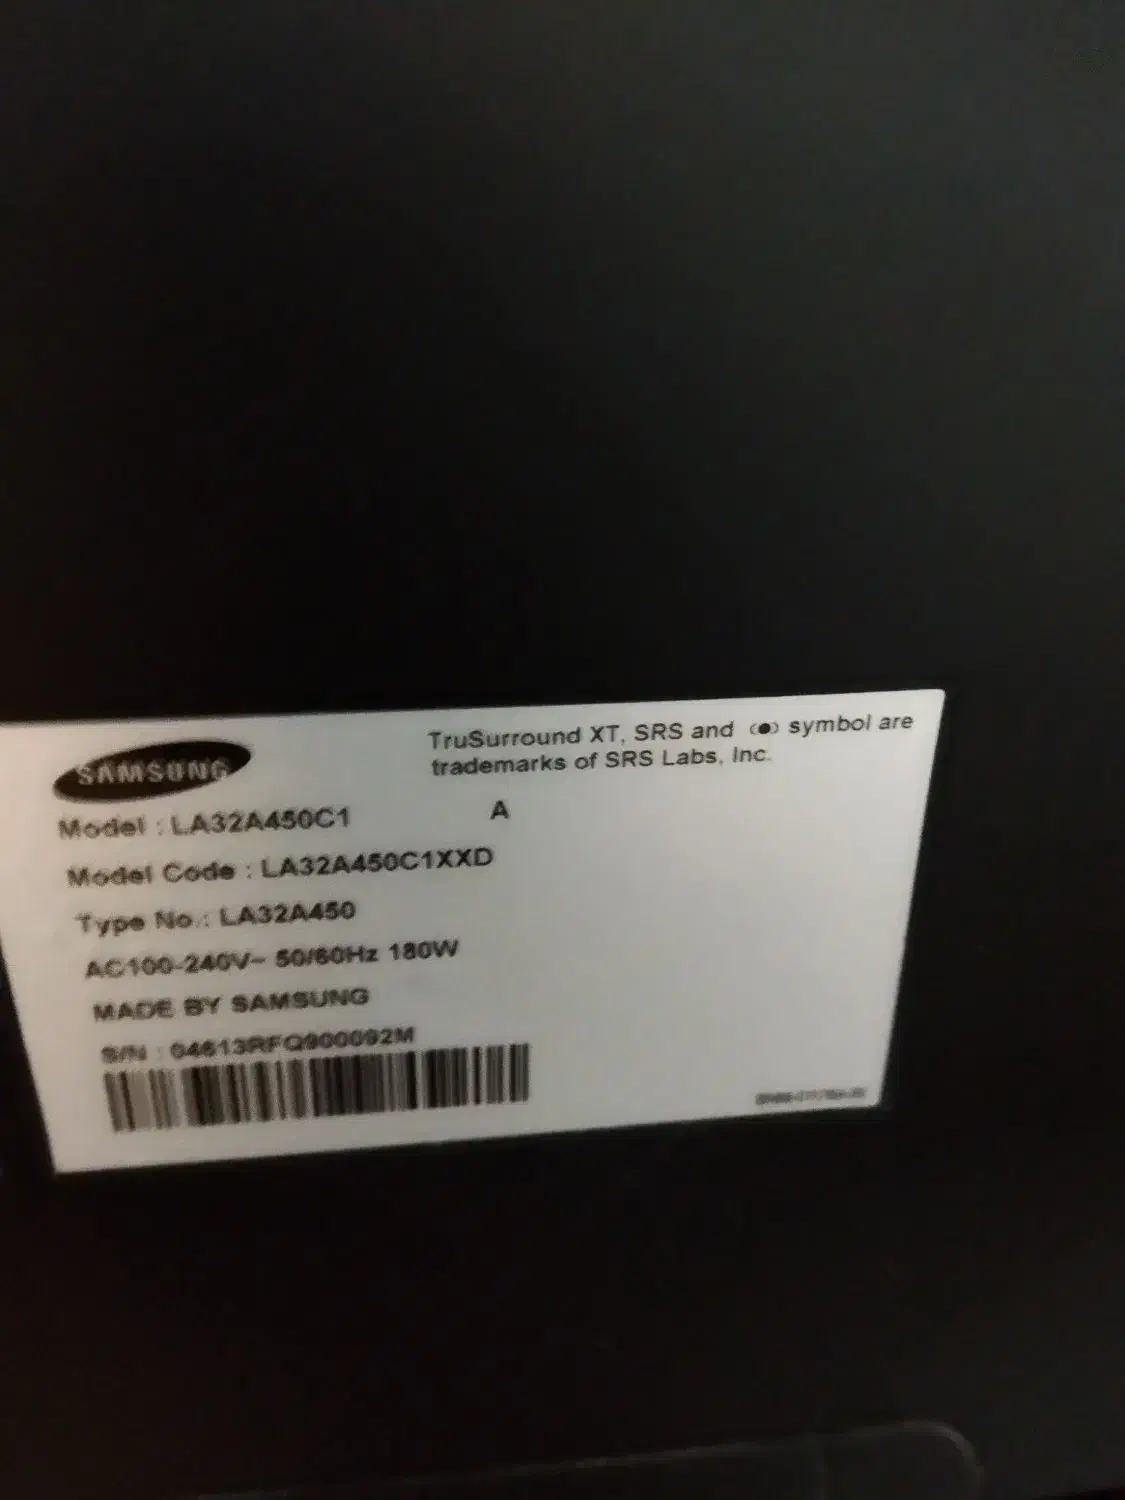 SAMSUNG
TruSurround XT, SRS and (●) symbol are
trademarks of SRS Labs, Inc.
Model : LA32A450C1 A
Model Code : LA32A450C1XXD
Type No.: LA32A450
AC100-240V~ 50/60Hz 180W
MADE BY SAMSUNG
S/N : 04613RFQ900092M